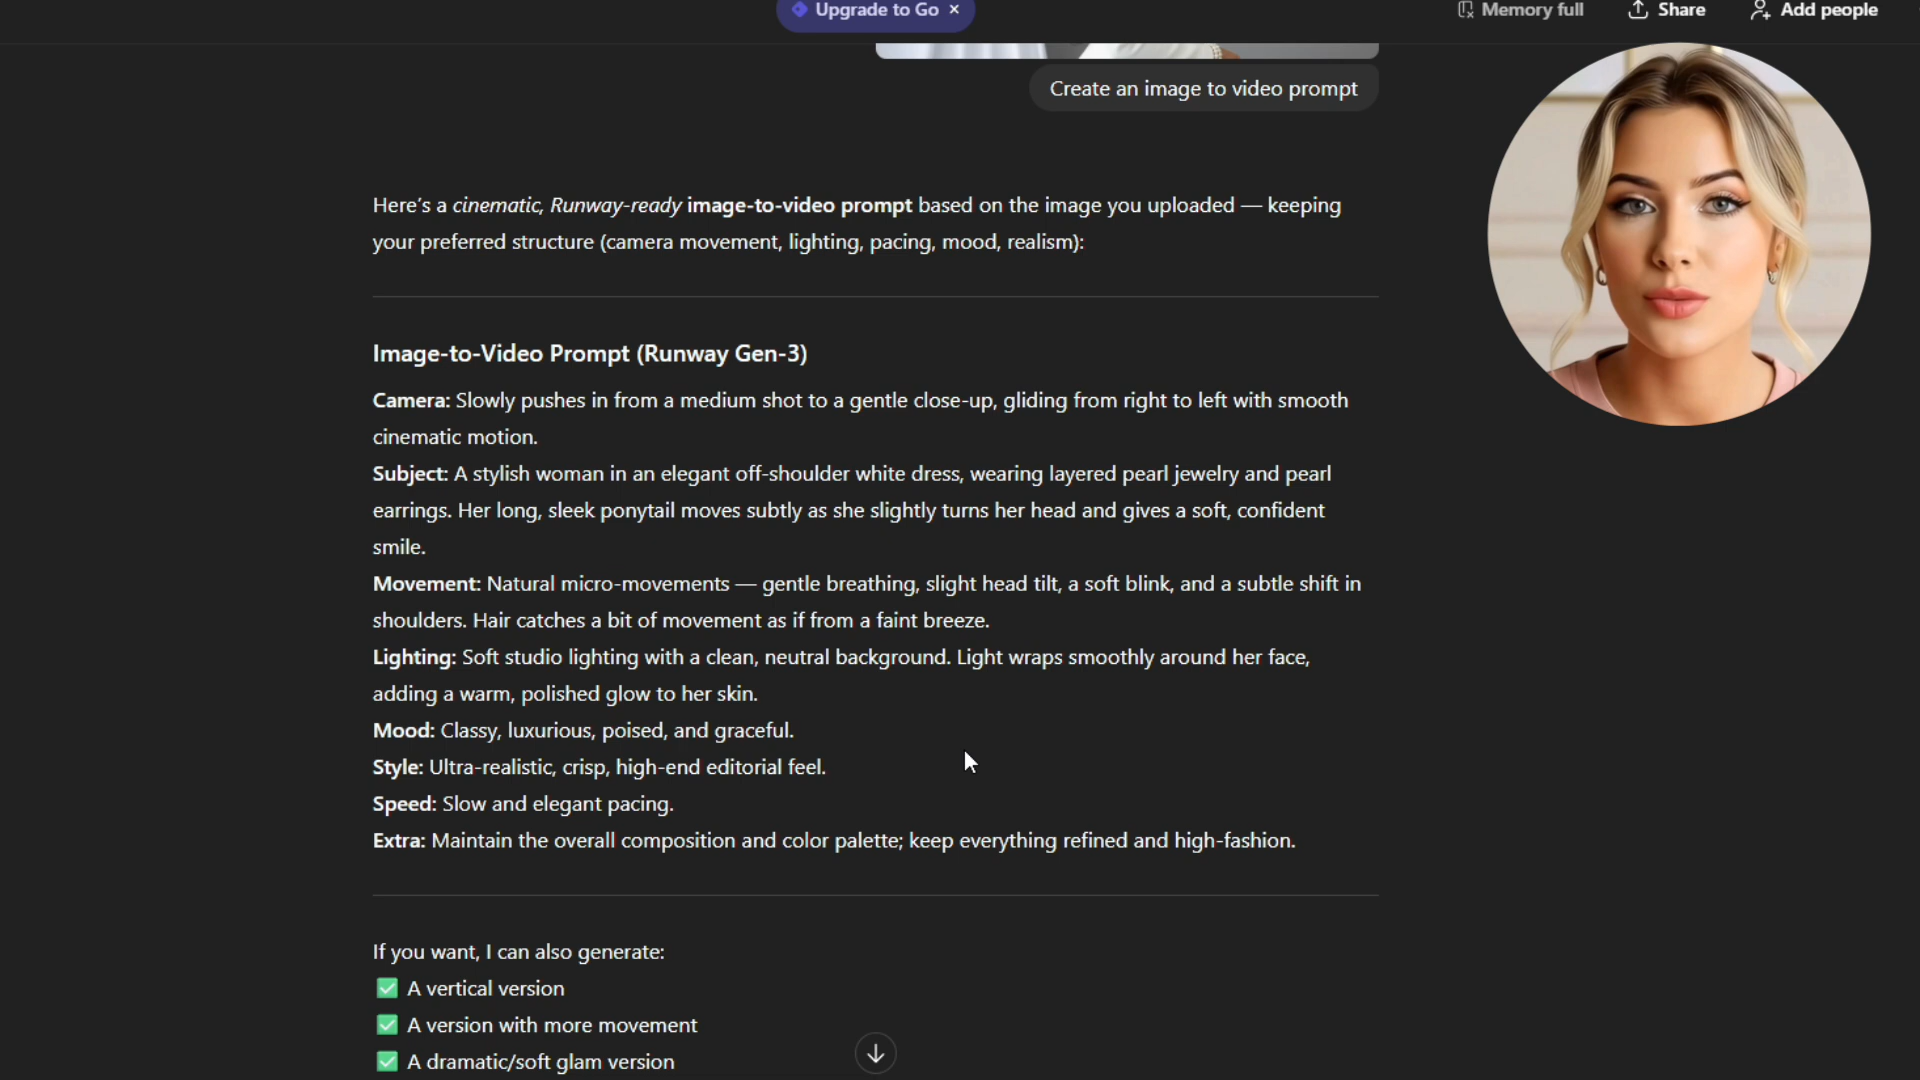 Upgrade to Go ×
Memory full
Share
Add people
Create an image to video prompt
Here's a cinematic, Runway-ready image-to-video prompt based on the image you uploaded — keeping
your preferred structure (camera movement, lighting, pacing, mood, realism):
Image-to-Video Prompt (Runway Gen-3)
Camera: Slowly pushes in from a medium shot to a gentle close-up, gliding from right to left with smooth
cinematic motion.
Subject: A stylish woman in an elegant off-shoulder white dress, wearing layered pearl jewelry and pearl
earrings. Her long, sleek ponytail moves subtly as she slightly turns her head and gives a soft, confident
smile.
Movement: Natural micro-movements — gentle breathing, slight head tilt, a soft blink, and a subtle shift in
shoulders. Hair catches a bit of movement as if from a faint breeze.
Lighting: Soft studio lighting with a clean, neutral background. Light wraps smoothly around her face,
adding a warm, polished glow to her skin.
Mood: Classy, luxurious, poised, and graceful.
Style: Ultra-realistic, crisp, high-end editorial feel.
Speed: Slow and elegant pacing.
Extra: Maintain the overall composition and color palette; keep everything refined and high-fashion.
If you want, I can also generate:
✅ A vertical version
✅ A version with more movement
✅ A dramatic/soft glam version